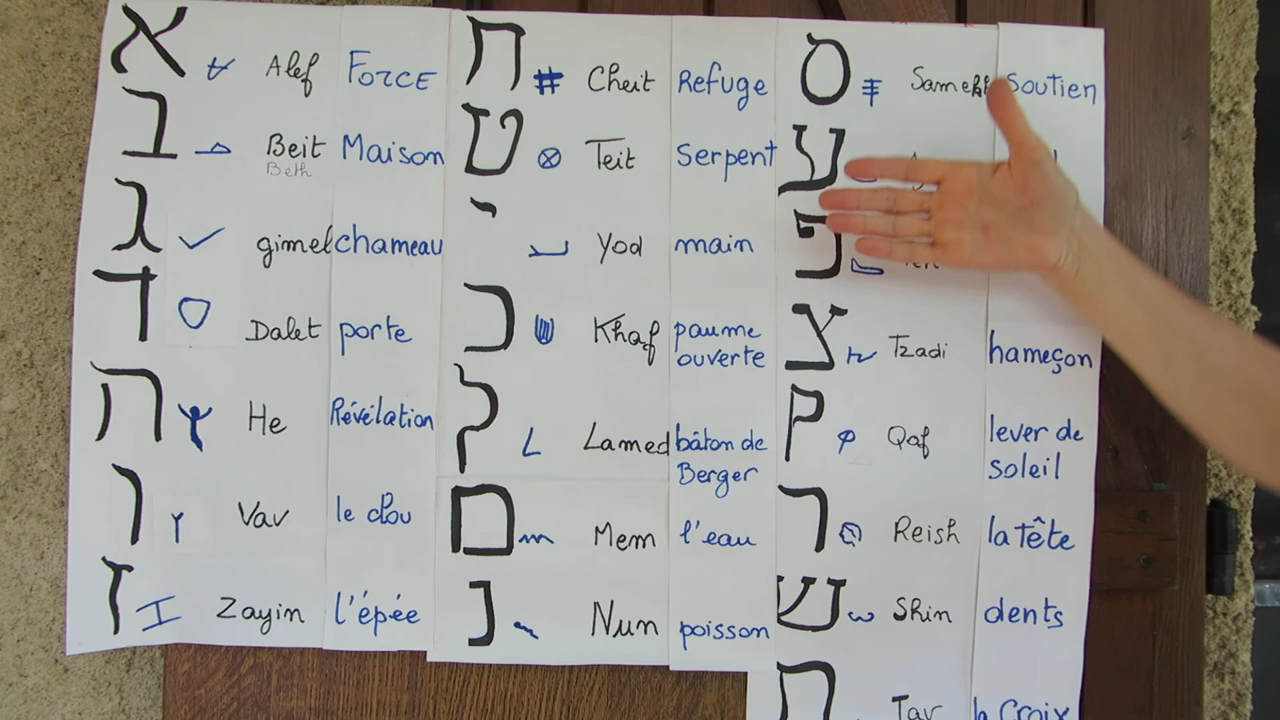 א Alef FORCE
ב Beit Maison
Beth
ג gimel chameau
ד Dalet porte
ה He Révélation
ו Vav le clou
ז Zayin l'épée
ח Cheit Refuge
ט Teit Serpent
י Yod main
כ Khaf paume
ouverte
ל Lamed bâton de
Berger
ם Mem l'eau
נ Nun poisson
ס Samekh Soutien
ע
פ
צ Tzadi hameçon
ק Qof lever de
soleil
ר Reish la Tête
ש Shin dents
ת Tav la Croix